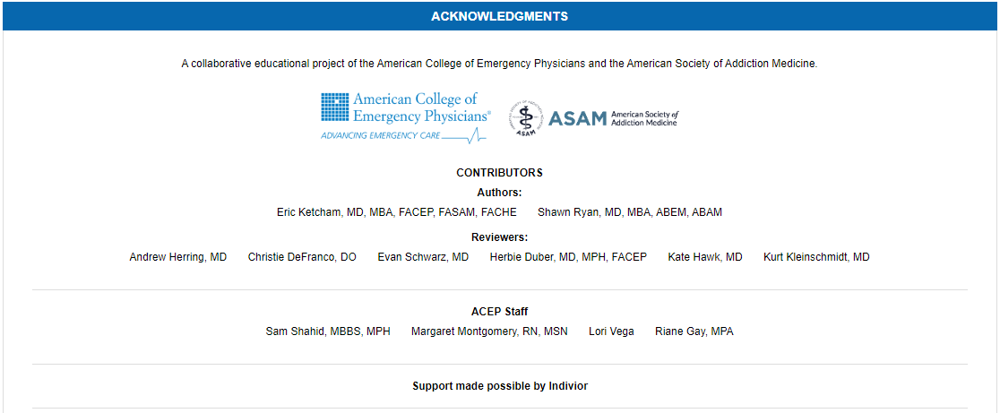 ACKNOWLEDGMENTS
A collaborative educational project of the American College of Emergency Physicians and the American Society of Addiction Medicine.
American College of
Emergency Physicians®
ADVANCING EMERGENCY CARE
ASAM
ASAM
American Society of
Addiction Medicine
CONTRIBUTORS
Authors:
Eric Ketcham, MD, MBA, FACEP, FASAM, FACHE Shawn Ryan, MD, MBA, ABEM, ABAM
Reviewers:
Andrew Herring, MD Christie DeFranco, DO Evan Schwarz, MD Herbie Duber, MD, MPH, FACEP Kate Hawk, MD Kurt Kleinschmidt, MD
ACEP Staff
Sam Shahid, MBBS, MPH Margaret Montgomery, RN, MSN Lori Vega Riane Gay, MPA
Support made possible by Indivior